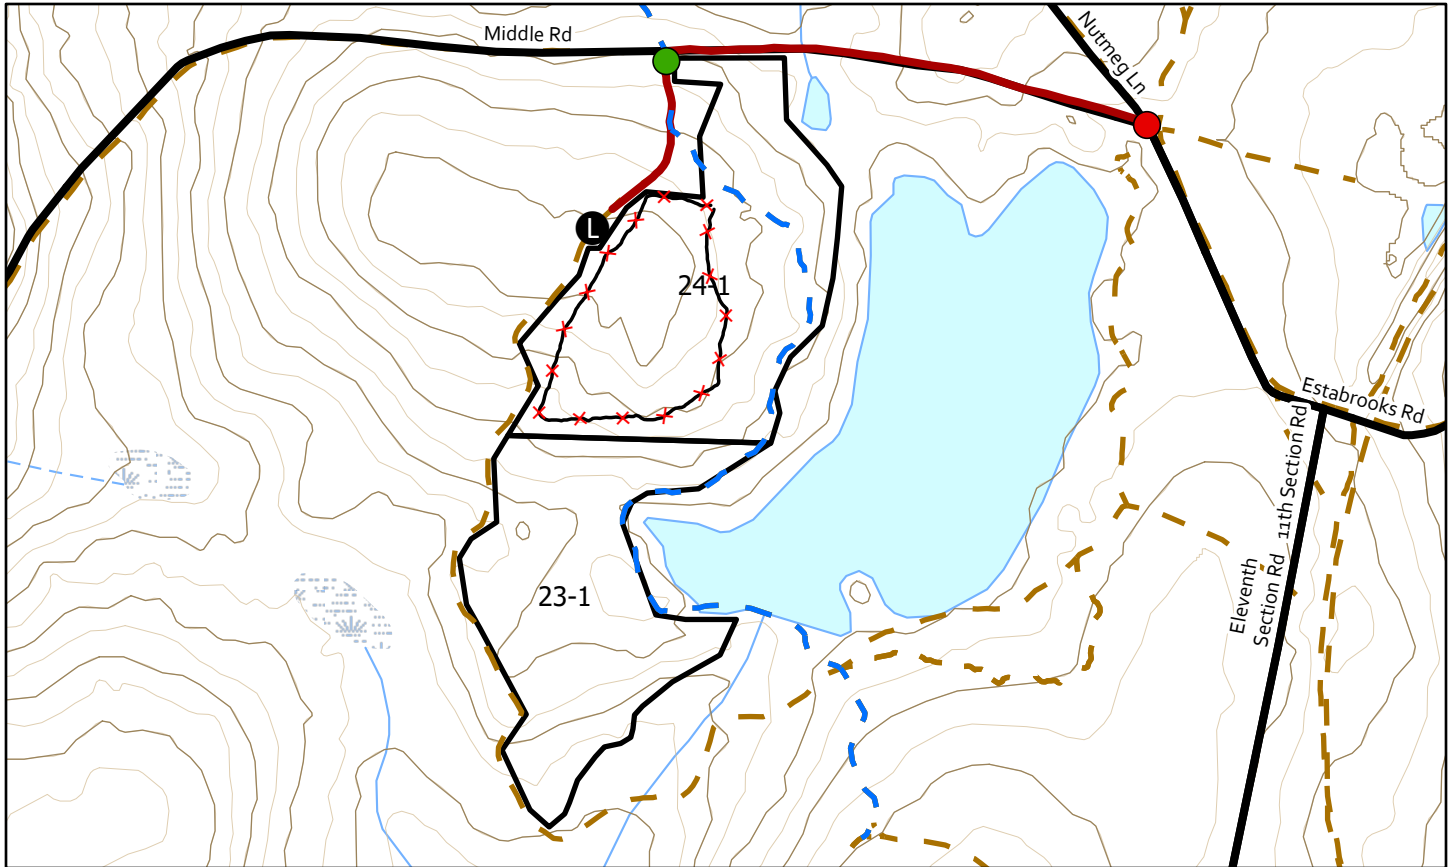 Middle Rd
Nutmeg Ln
L
24-1
Estabrooks Rd
11th Section Rd
Eleventh
Section Rd
23-1